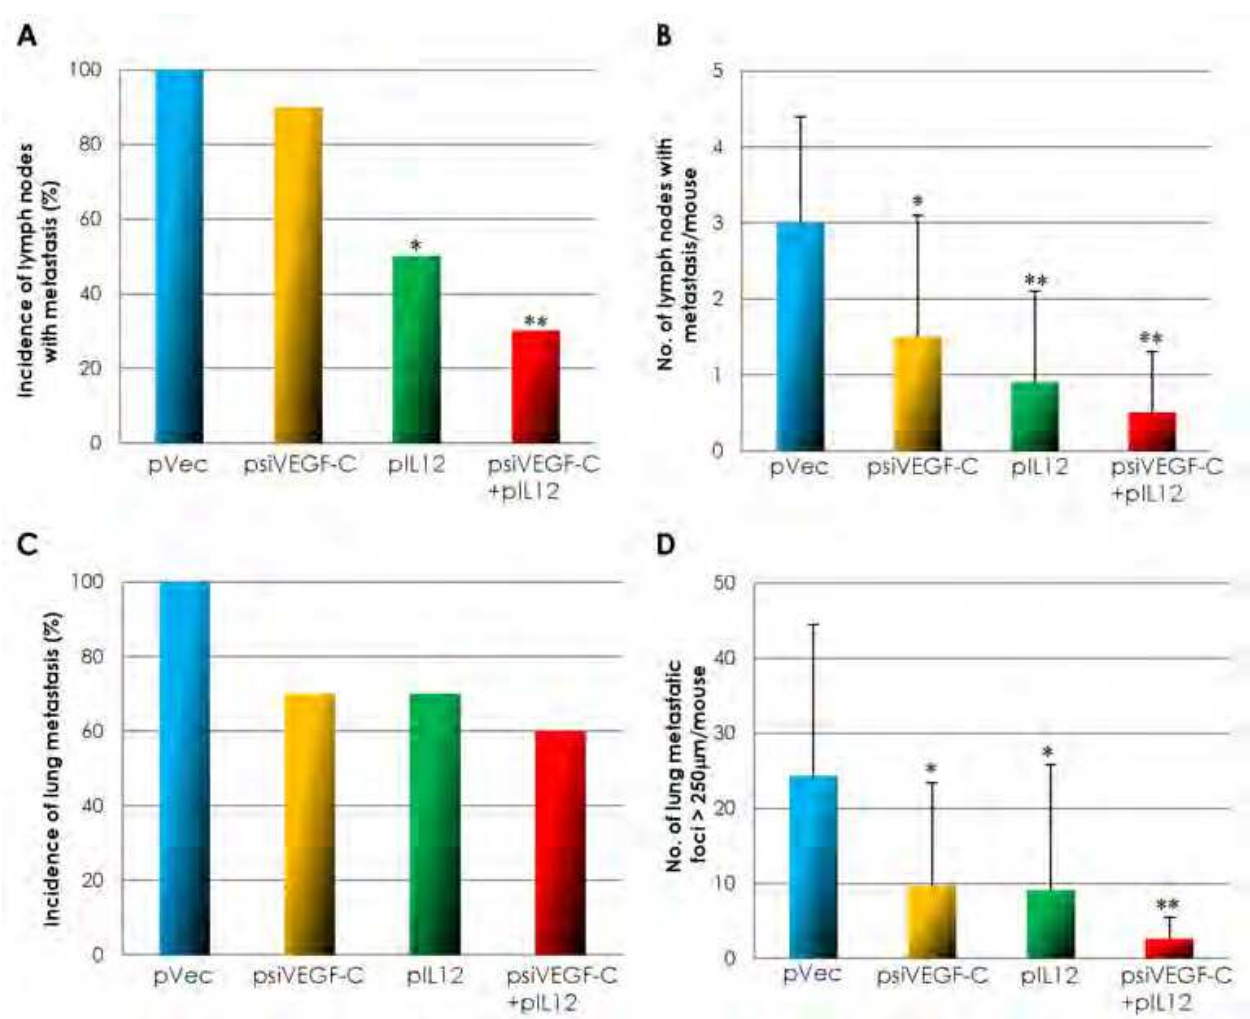 A
Incidence of lymph nodes
with metastasis (%)
100
80
60
40
20
0
*
**
pVec
psiVEGF-C
pIL12
psiVEGF-C
+pIL12
B
No. of lymph nodes with
metastasis/mouse
5
4
3
2
1
0
*
**
**
pVec
psiVEGF-C
pIL12
psiVEGF-C
+pIL12
C
Incidence of lung metastasis (%)
100
80
60
40
20
0
pVec
psiVEGF-C
pIL12
psiVEGF-C
+pIL12
D
No. of lung metastatic
foci > 250µm/mouse
50
40
30
20
10
0
*
*
**
pVec
psiVEGF-C
pIL12
psiVEGF-C
+pIL12